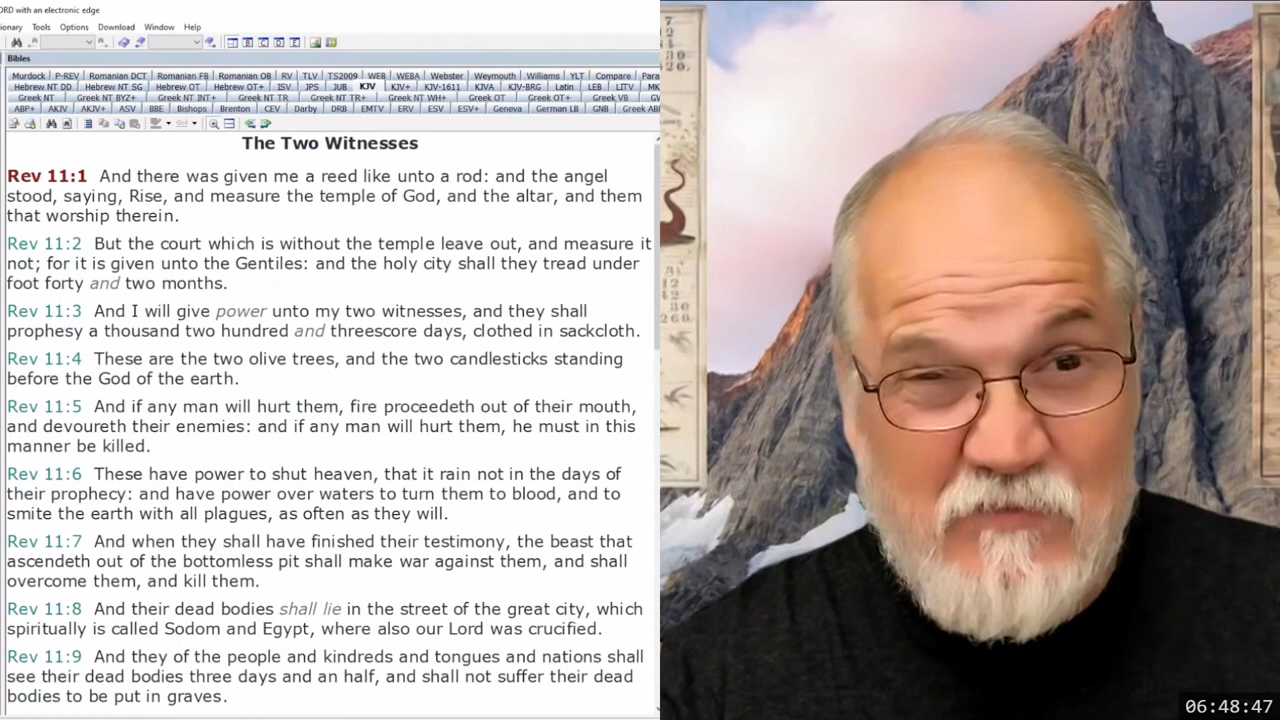 ORD with an electronic edge
ionary Tools Options Download Window Help
B C D E
Bibles
Murdock P-REV Romanian DCT Romanian FB Romanian OB RV TLV TS2009 WEB WEBA Webster Weymouth Williams YLT Compare Para
Hebrew NT DD Hebrew NT SG Hebrew OT Hebrew OT+ ISV JPS JUB KJV KJV+ KJV-1611 KJVA KJV-BRG Latin LEB LITV MK
Greek NT Greek NT BYZ+ Greek NT INT+ Greek NT TR Greek NT TR+ Greek NT WH+ Greek OT Greek OT+ Greek VB GV
ABP+ AKJV AKJV+ ASV BBE Bishops Brenton CEV Darby DRB EMTV ERV ESV ESV+ Geneva German LB GNB Greek AB
The Two Witnesses
Rev 11:1 And there was given me a reed like unto a rod: and the angel
stood, saying, Rise, and measure the temple of God, and the altar, and them
that worship therein.
Rev 11:2 But the court which is without the temple leave out, and measure it
not; for it is given unto the Gentiles: and the holy city shall they tread under
foot forty and two months.
Rev 11:3 And I will give power unto my two witnesses, and they shall
prophesy a thousand two hundred and threescore days, clothed in sackcloth.
Rev 11:4 These are the two olive trees, and the two candlesticks standing
before the God of the earth.
Rev 11:5 And if any man will hurt them, fire proceedeth out of their mouth,
and devoureth their enemies: and if any man will hurt them, he must in this
manner be killed.
Rev 11:6 These have power to shut heaven, that it rain not in the days of
their prophecy: and have power over waters to turn them to blood, and to
smite the earth with all plagues, as often as they will.
Rev 11:7 And when they shall have finished their testimony, the beast that
ascendeth out of the bottomless pit shall make war against them, and shall
overcome them, and kill them.
Rev 11:8 And their dead bodies shall lie in the street of the great city, which
spiritually is called Sodom and Egypt, where also our Lord was crucified.
Rev 11:9 And they of the people and kindreds and tongues and nations shall
see their dead bodies three days and an half, and shall not suffer their dead
bodies to be put in graves.
06:48:47